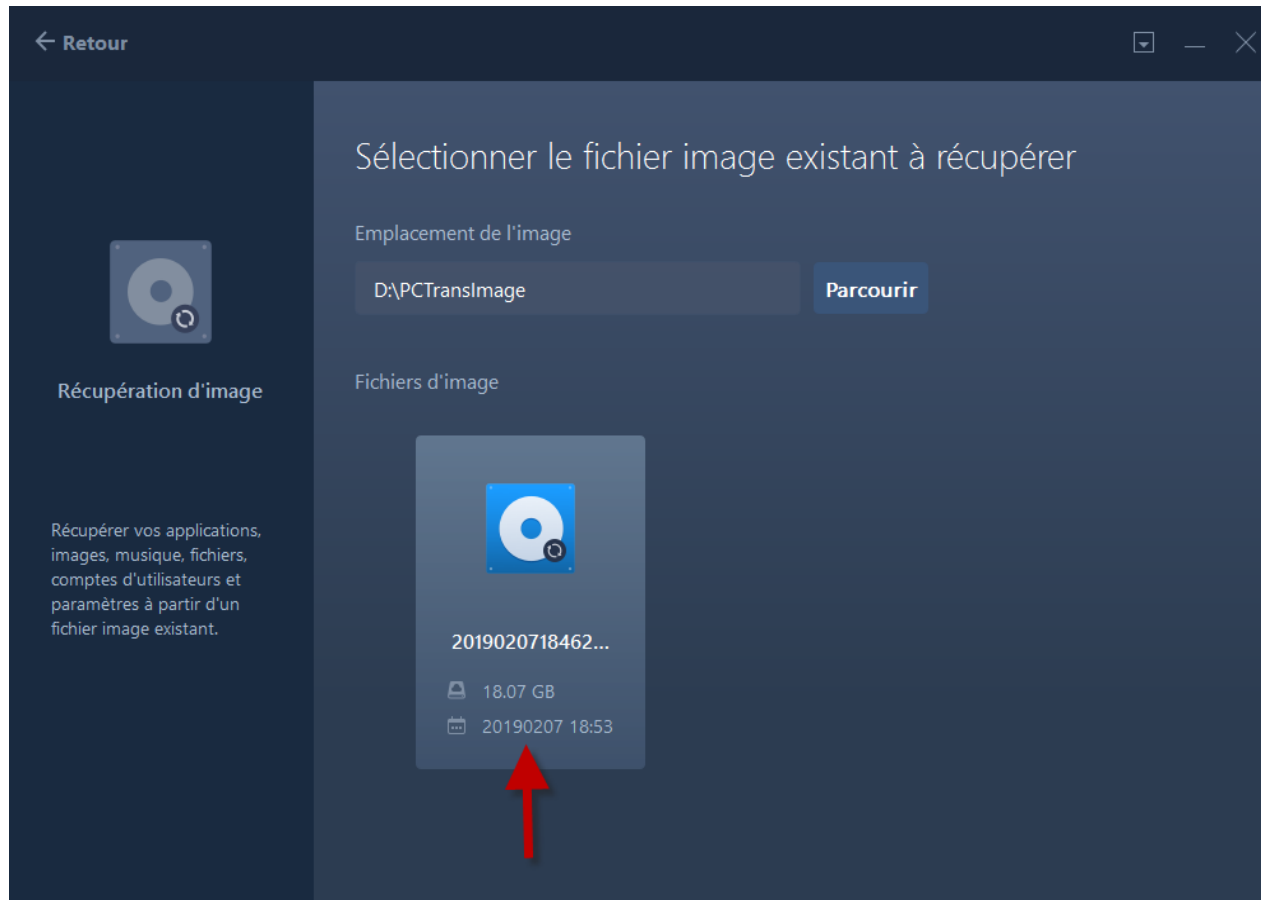 Retour
Sélectionner le fichier image existant à récupérer
Emplacement de l'image
D:\PCTransImage
Parcourir
Récupération d'image
Fichiers d'image
Récupérer vos applications,
images, musique, fichiers,
comptes d'utilisateurs et
paramètres à partir d'un
fichier image existant.
2019020718462...
18.07 GB
20190207 18:53